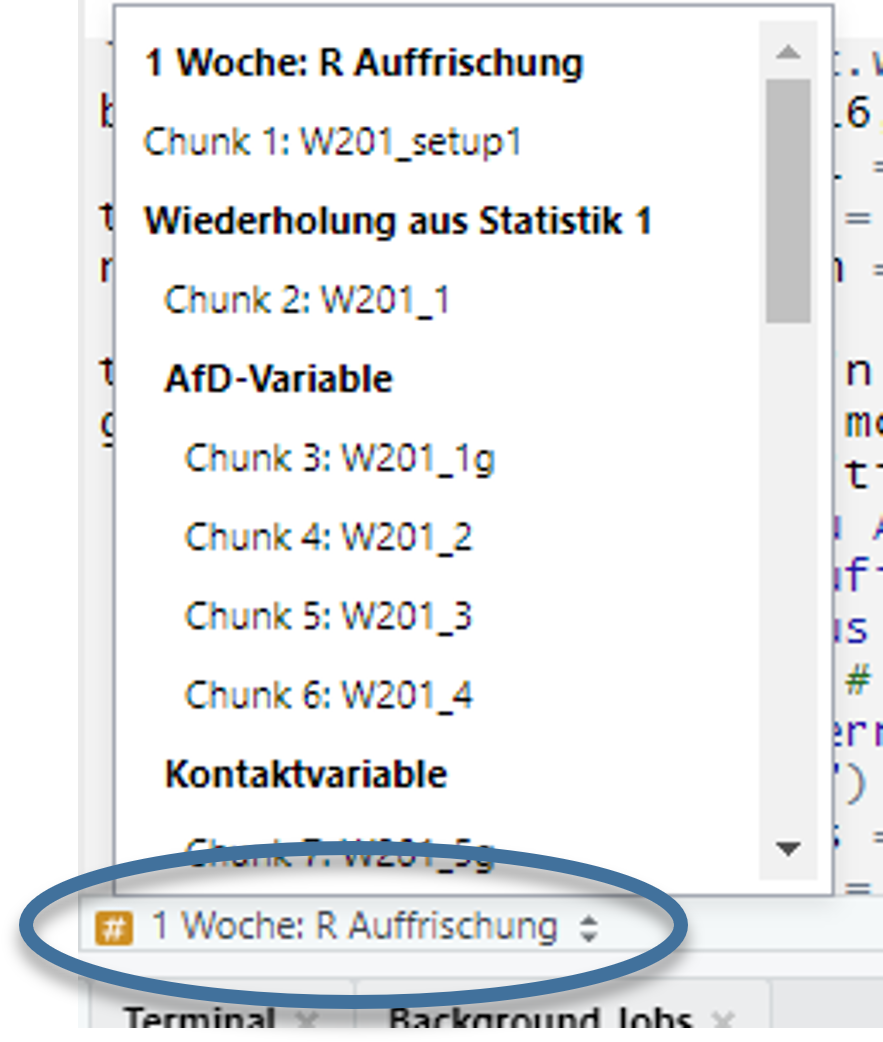 1 Woche: R Auffrischung
Chunk 1: W201_setup1
Wiederholung aus Statistik 1
Chunk 2: W201_1
AfD-Variable
Chunk 3: W201_1g
Chunk 4: W201_2
Chunk 5: W201_3
Chunk 6: W201_4
Kontaktvariable
Chunk 7: W201_5g
# 1 Woche: R Auffrischung
Terminal × Background Jobs ×